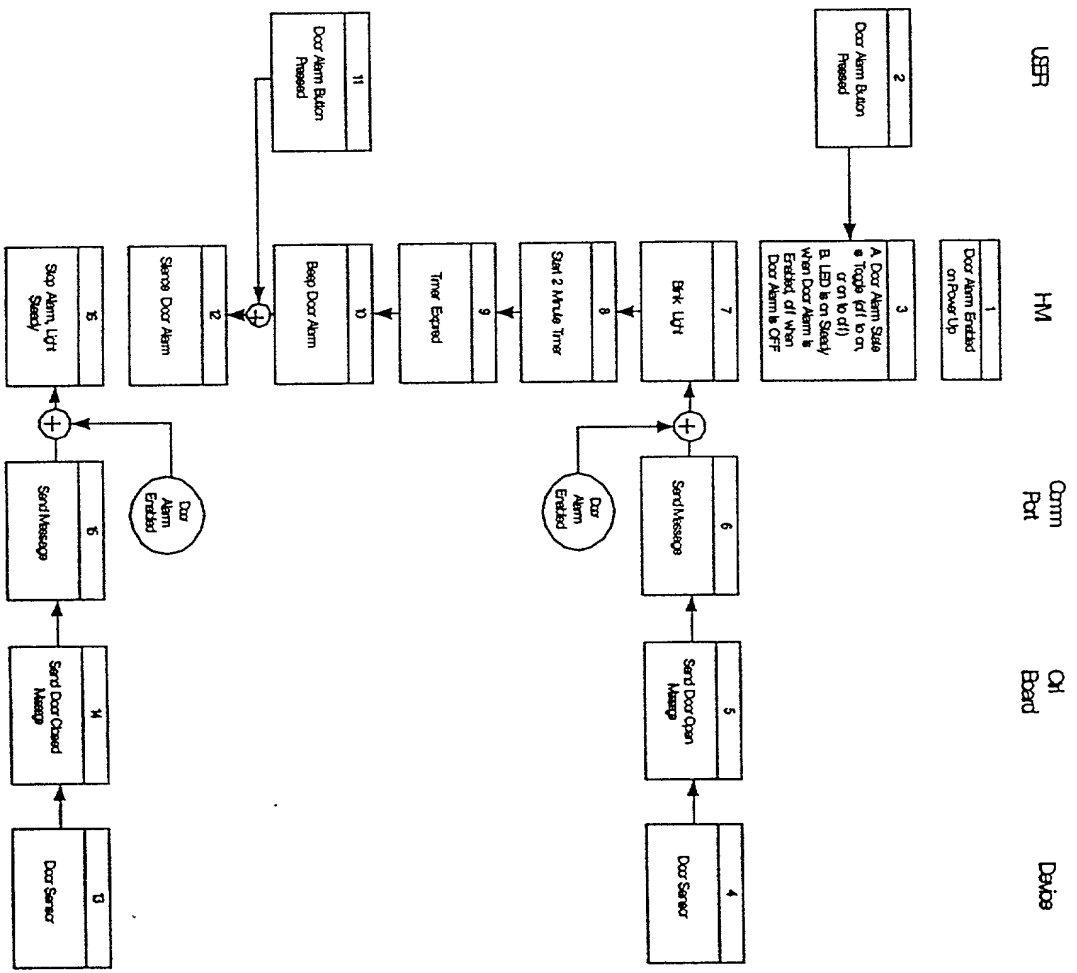 USER
HMI
Comm
Port
Ctrl
Board
Device
1
Door Alarm Enabled
on Power Up
2
Door Alarm Button
Pressed
3
A. Door Alarm State
is Toggle (off to on,
or on to off)
B. LED is on Steady
when Door Alarm is
Enabled, off when
Door Alarm is OFF
4
Door Sensor
5
Send Door Open
Message
6
Send Message
Door
Alarm
Enabled
+
7
Blink Light
8
Start 2 Minute Timer
9
Timer Expired
10
Beep Door Alarm
11
Door Alarm Button
Pressed
+
12
Silence Door Alarm
13
Door Sensor
14
Send Door Closed
Message
15
Send Message
Door
Alarm
Enabled
+
16
Stop Alarm, Light
Steady